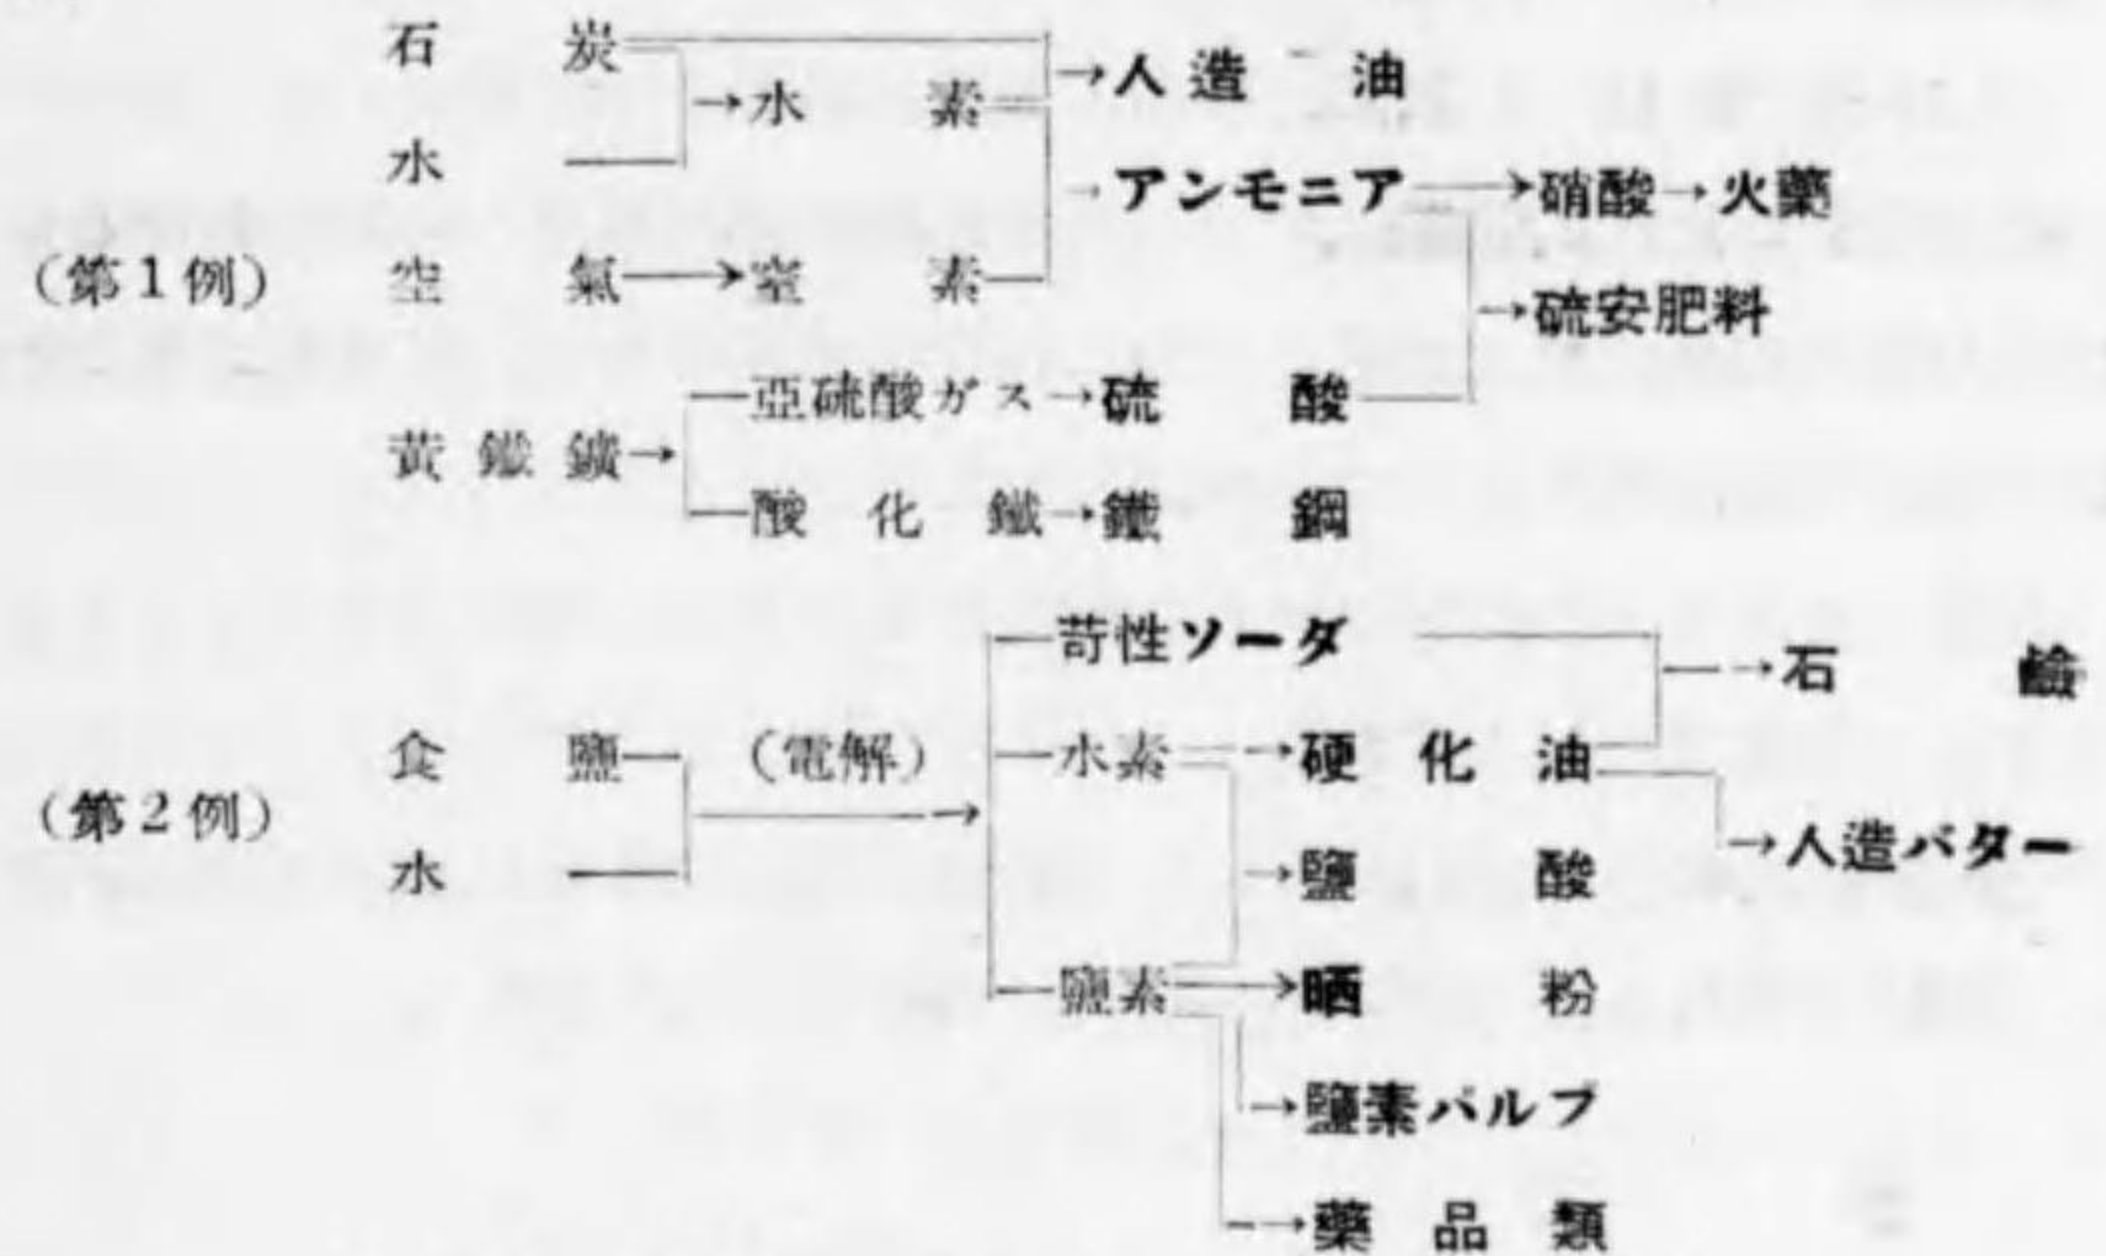 石炭
→人造油
→水素
水
→アンモニア→硝酸→火藥
(第1例) 空氣→窒素
→硫安肥料
亞硫酸ガス→硫酸
黃鐵鑛→
酸化鐵→鐵鋼
苛性ソーダ
→石鹼
食鹽 (電解) → 水素→硬化油
(第2例)
→人造バター
水 →鹽酸
鹽素→晒粉
→鹽素パルプ
→藥品類